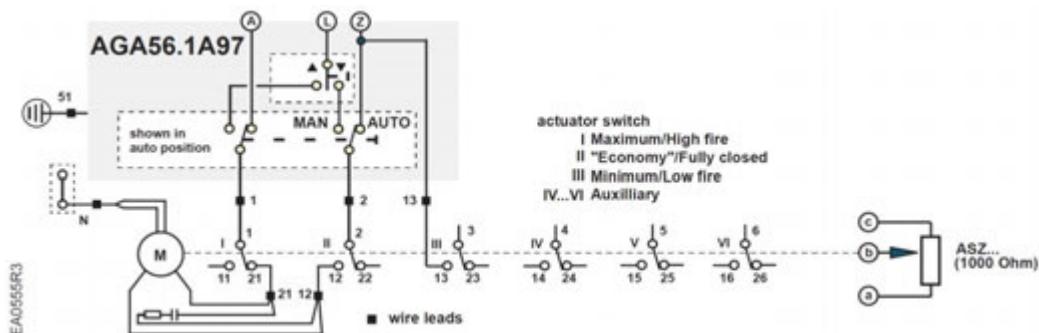 A L Z
AGA56.1A97
51
shown in
auto position
MAN AUTO
actuator switch
I Maximum/High fire
II "Economy"/Fully closed
III Minimum/Low fire
IV...VI Auxilliary
N
1 2 13
1 2 3 4 5 6
I II III IV V VI
M
11 21 12 22 13 23 14 24 15 25 16 26
21 12
c
b
a
ASZ...
(1000 Ohm)
wire leads
EA0555R3